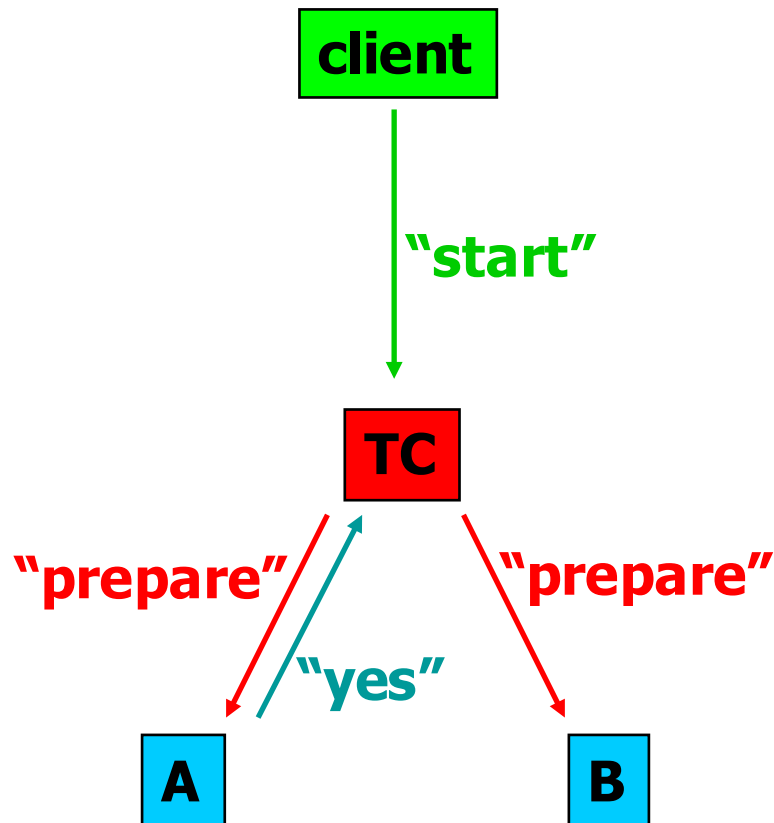 client
“start”
TC
“prepare”
“prepare”
“yes”
A
B